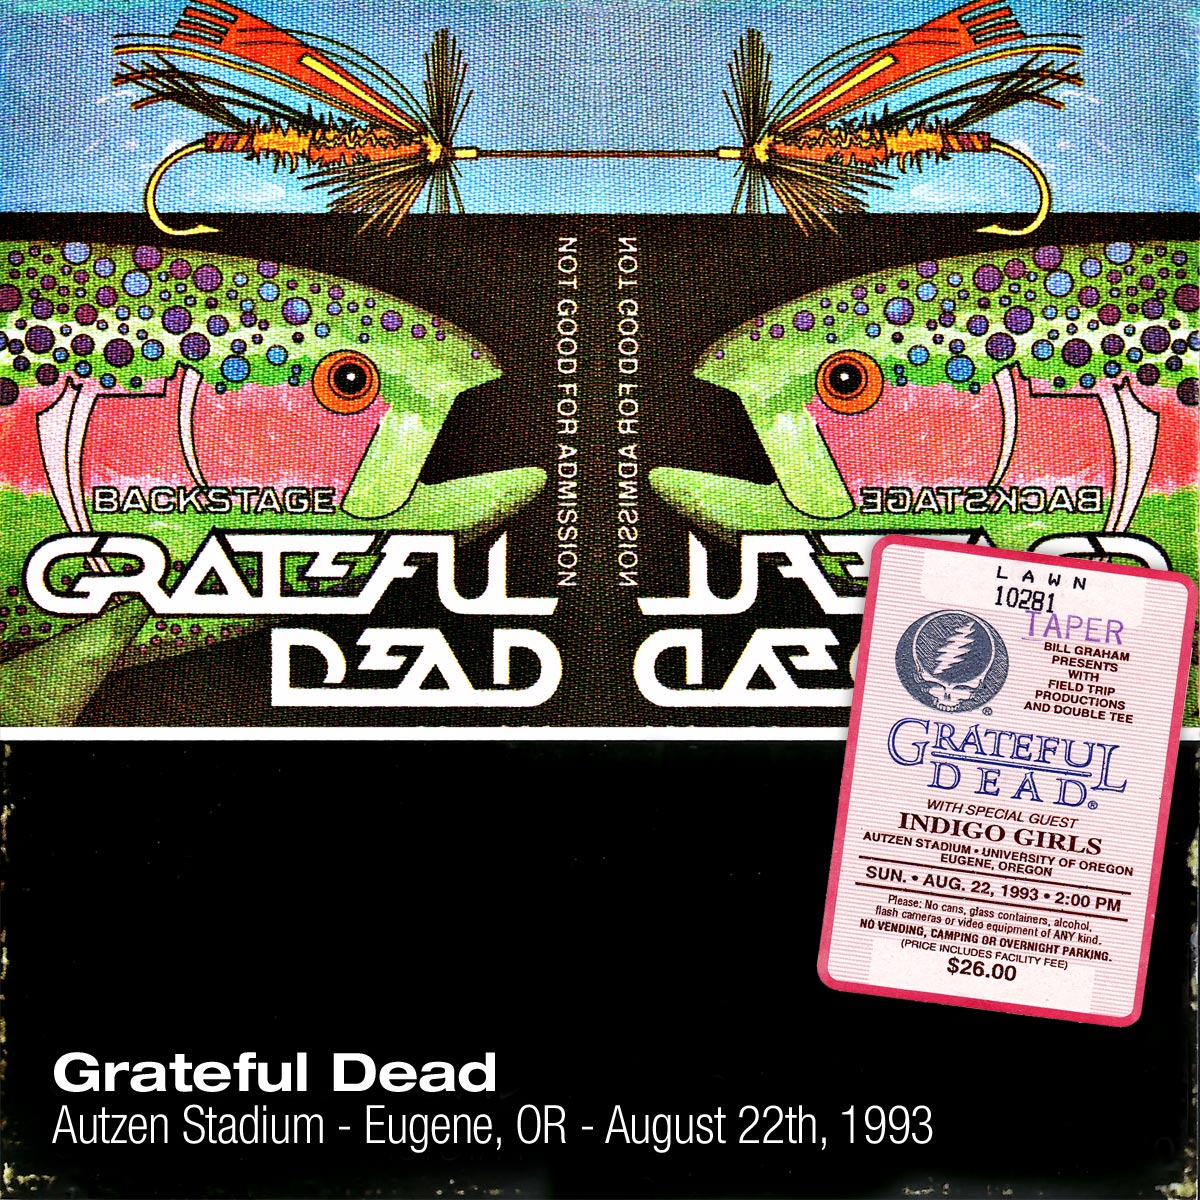 NOT GOOD FOR ADMISSION
NOT GOOD FOR ADMISSION
BACKSTAGE
BACKSTAGE
GRATEFUL
DEAD
DEAD
LAWN
10281
TAPER
BILL GRAHAM
PRESENTS
WITH
FIELD TRIP
PRODUCTIONS
AND DOUBLE TEE
®
GRATEFUL
DEAD®
WITH SPECIAL GUEST
INDIGO GIRLS
AUTZEN STADIUM • UNIVERSITY OF OREGON
EUGENE, OREGON
SUN. • AUG. 22, 1993 • 2:00 PM
Please: No cans, glass containers, alcohol,
flash cameras or video equipment of ANY kind.
NO VENDING, CAMPING OR OVERNIGHT PARKING.
(PRICE INCLUDES FACILITY FEE)
$26.00
Grateful Dead
Autzen Stadium - Eugene, OR - August 22th, 1993